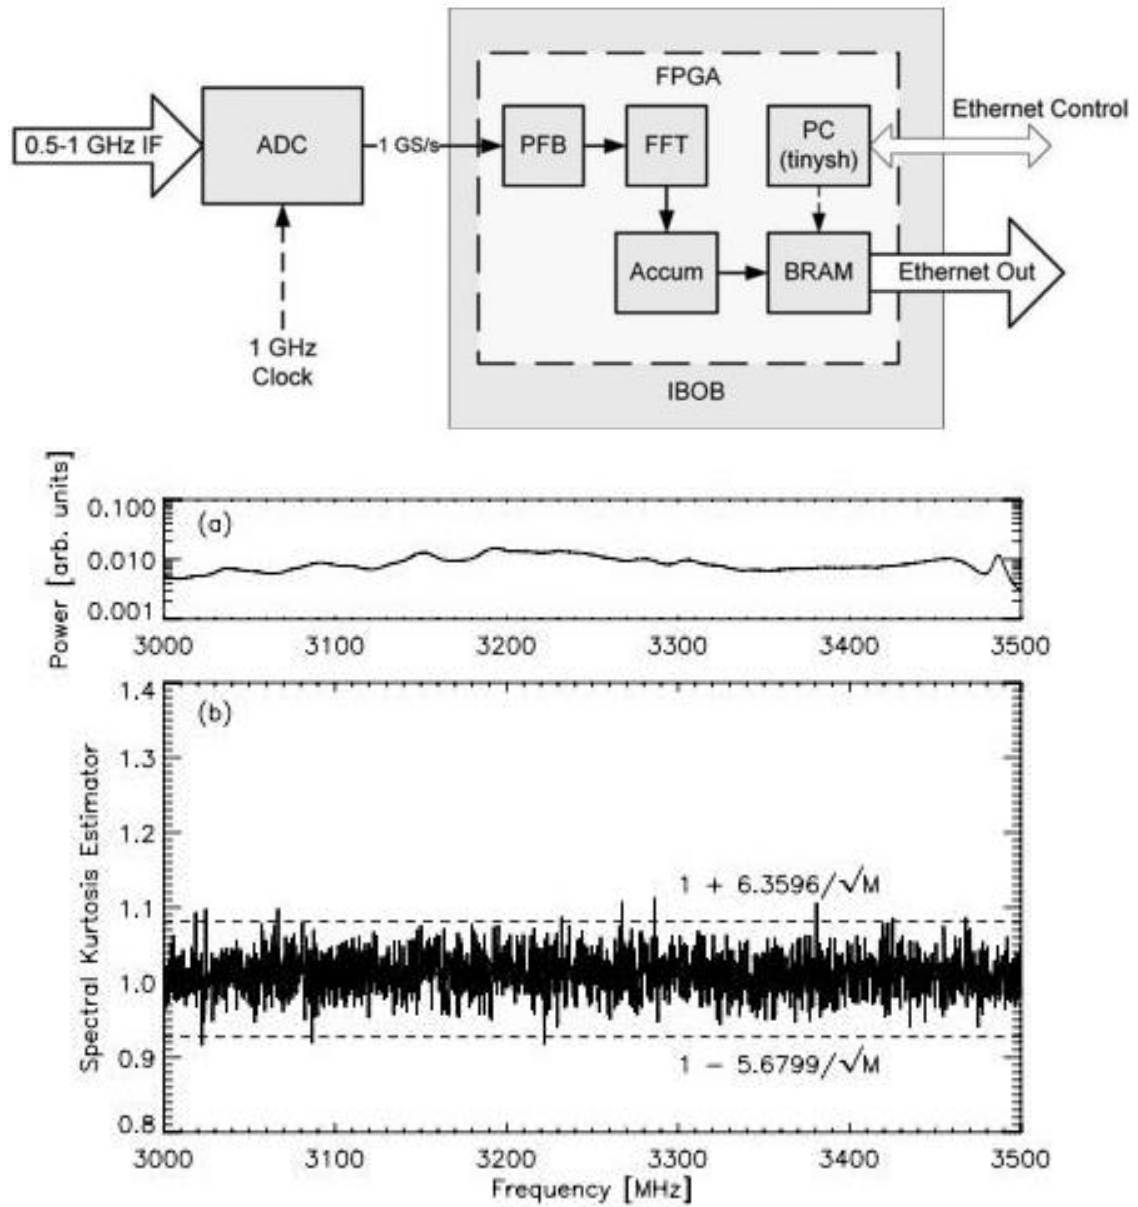 FPGA
Ethernet Control
0.5-1 GHz IF
ADC
1 GS/s
PFB
FFT
PC
(tinysh)
Accum
BRAM
Ethernet Out
1 GHz
Clock
IBOB
Power [arb. units]
0.100
0.010
0.001
(a)
3000 3100 3200 3300 3400 3500
Spectral Kurtosis Estimator
1.4
1.3
1.2
1.1
1.0
0.9
0.8
(b)
1 + 6.3596/√M
1 − 5.6799/√M
3000 3100 3200 3300 3400 3500
Frequency [MHz]